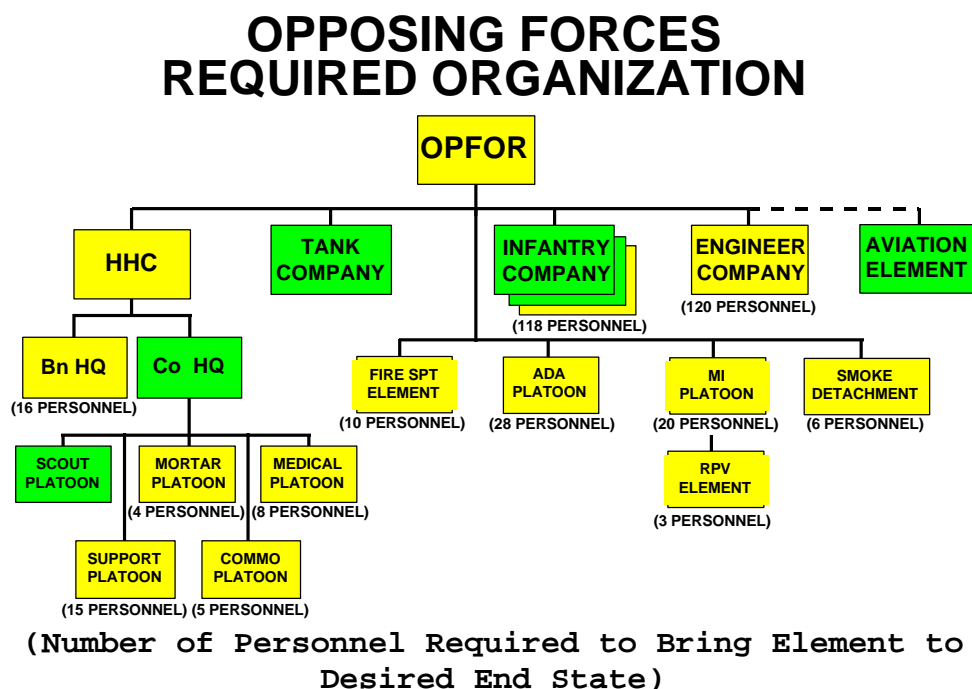 OPPOSING FORCES
REQUIRED ORGANIZATION
OPFOR
HHC
TANK
COMPANY
INFANTRY
COMPANY
(118 PERSONNEL)
ENGINEER
COMPANY
(120 PERSONNEL)
AVIATION
ELEMENT
Bn HQ
(16 PERSONNEL)
Co HQ
FIRE SPT
ELEMENT
(10 PERSONNEL)
ADA
PLATOON
(28 PERSONNEL)
MI
PLATOON
(20 PERSONNEL)
SMOKE
DETACHMENT
(6 PERSONNEL)
SCOUT
PLATOON
MORTAR
PLATOON
(4 PERSONNEL)
MEDICAL
PLATOON
(8 PERSONNEL)
RPV
ELEMENT
(3 PERSONNEL)
SUPPORT
PLATOON
(15 PERSONNEL)
COMMO
PLATOON
(5 PERSONNEL)
(Number of Personnel Required to Bring Element to
Desired End State)